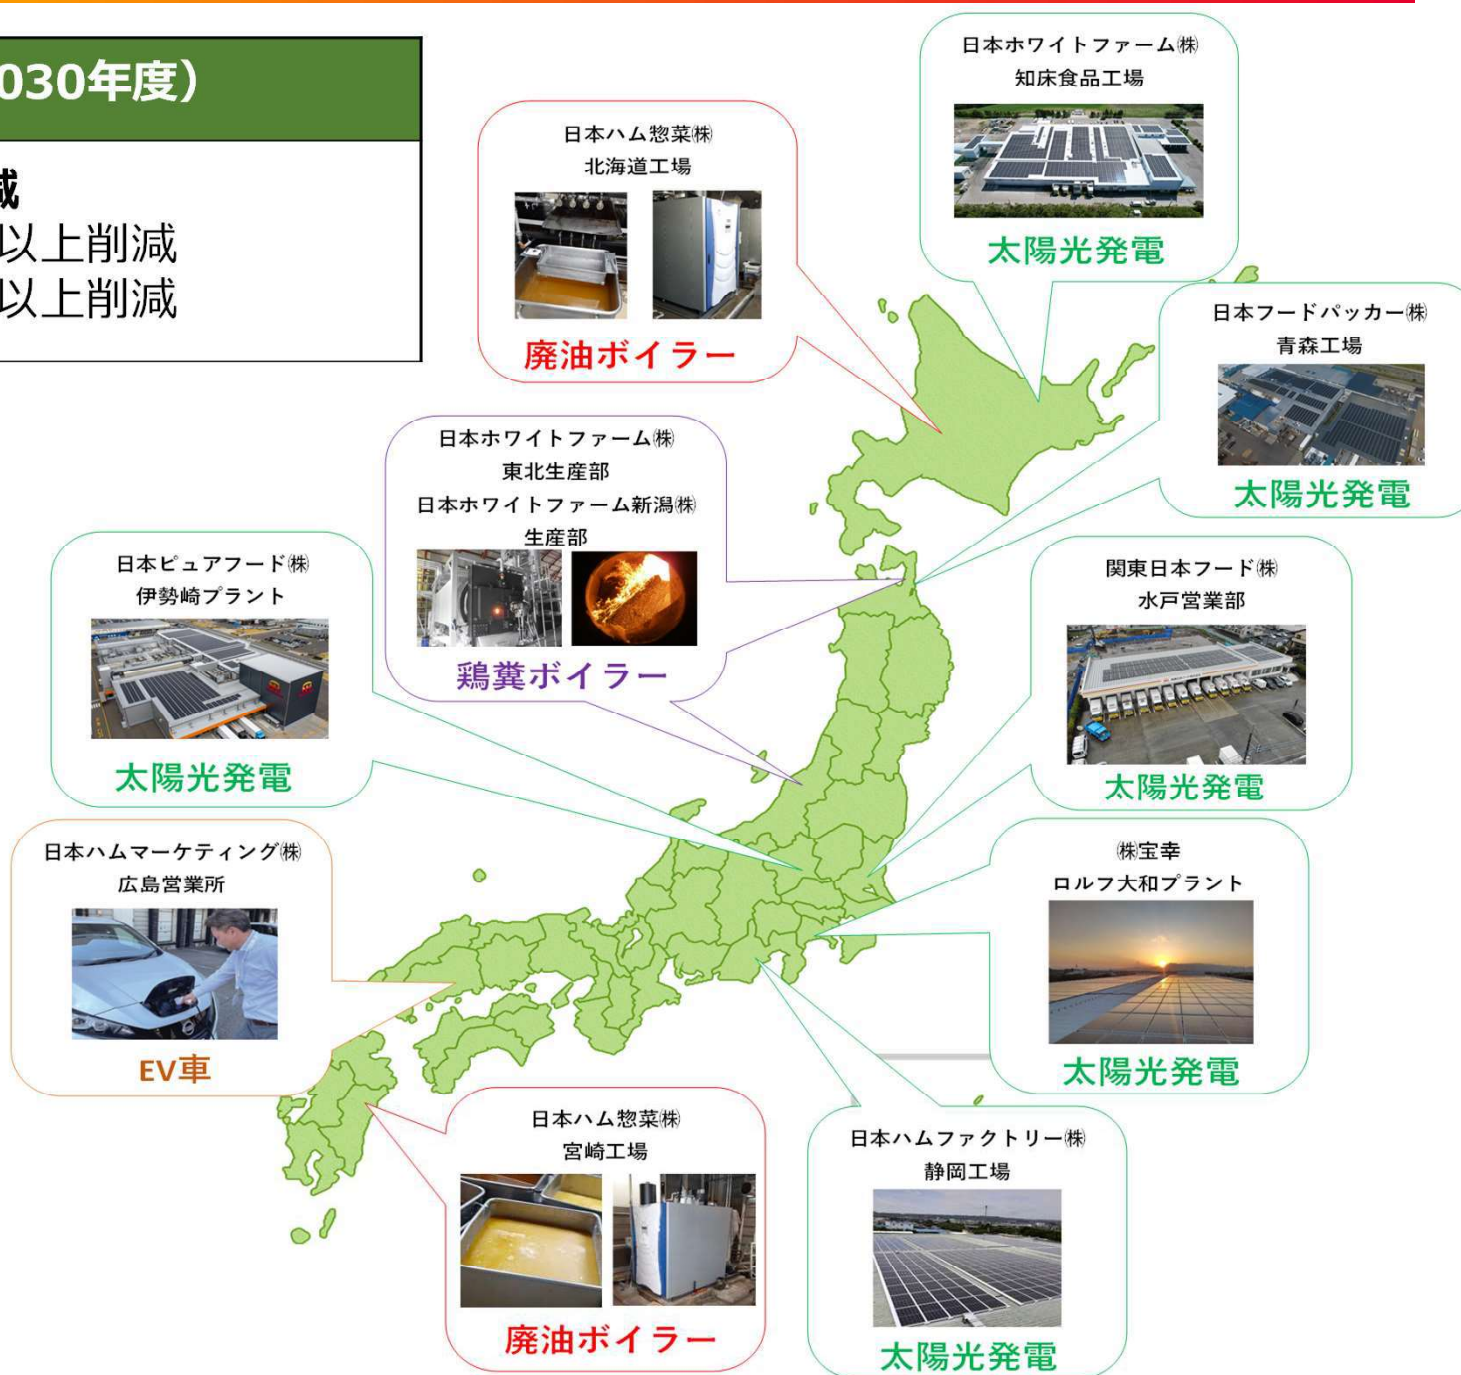 030年度）
減
以上削減
以上削減
日本ホワイトファーム㈱
知床食品工場
太陽光発電
日本ハム惣菜㈱
北海道工場
廃油ボイラー
日本フードパッカー㈱
青森工場
太陽光発電
日本ホワイトファーム㈱
東北生産部
日本ホワイトファーム新潟㈱
生産部
鶏糞ボイラー
日本ピュアフード㈱
伊勢崎プラント
太陽光発電
関東日本フード㈱
水戸営業部
太陽光発電
日本ハムマーケティング㈱
広島営業所
EV車
㈱宝幸
ロルフ大和プラント
太陽光発電
日本ハム惣菜㈱
宮崎工場
廃油ボイラー
日本ハムファクトリー㈱
静岡工場
太陽光発電